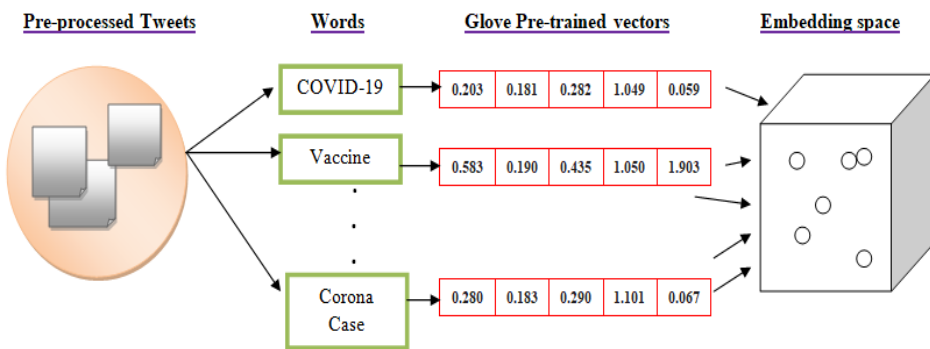 Pre-processed Tweets Words Glove Pre-trained vectors Embedding space
COVID-19 0.203 0.181 0.282 1.049 0.059
Vaccine 0.583 0.190 0.435 1.050 1.903
Corona
Case
0.280 0.183 0.290 1.101 0.067